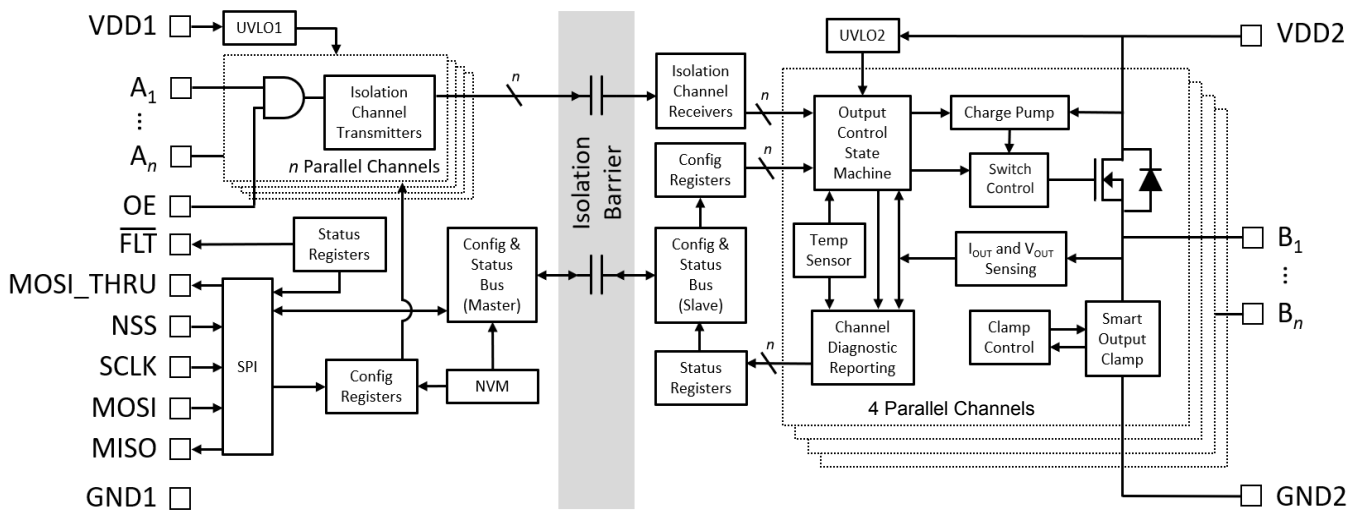 VDD1
UVLO1
A1
...
An
OE
FLT
MOSI_THRU
NSS
SCLK
MOSI
MISO
GND1
Isolation
Channel
Transmitters
n Parallel Channels
n
Status
Registers
SPI
Config &
Status
Bus
(Master)
Config
Registers
NVM
Isolation
Barrier
Isolation
Channel
Receivers
n
Config
Registers
n
Config &
Status
Bus
(Slave)
Status
Registers
n
UVLO2
Output
Control
State
Machine
Charge Pump
Switch
Control
Temp
Sensor
IOUT and VOUT
Sensing
Channel
Diagnostic
Reporting
Clamp
Control
Smart
Output
Clamp
4 Parallel Channels
VDD2
B1
...
Bn
GND2